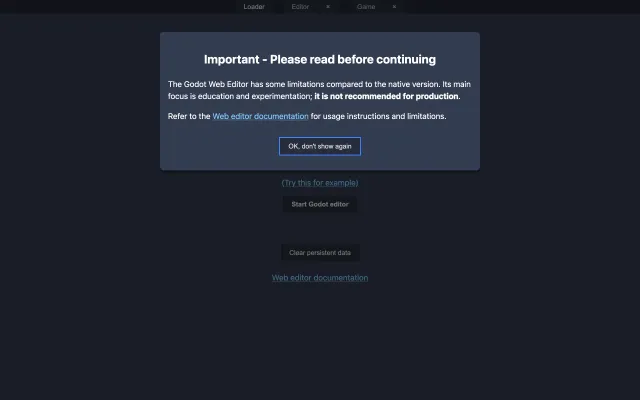 Loader Editor × Game ×
Important - Please read before continuing
The Godot Web Editor has some limitations compared to the native version. Its main
focus is education and experimentation; it is not recommended for production.
Refer to the Web editor documentation for usage instructions and limitations.
OK, don't show again
(Try this for example)
Start Godot editor
Clear persistent data
Web editor documentation